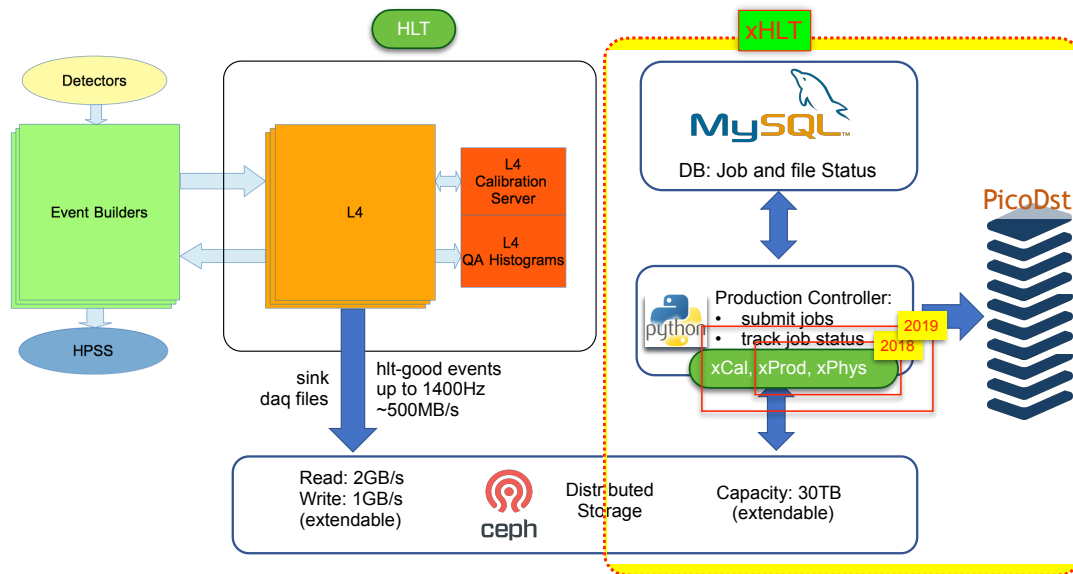 HLT
xHLT
Detectors
Event Builders
HPSS
L4
L4
Calibration
Server
L4
QA Histograms
sink
daq files
hlt-good events
up to 1400Hz
~500MB/s
MySQL™
DB: Job and file Status
PicoDst
python
Production Controller:
• submit jobs
• track job status
2019
2018
xCal, xProd, xPhys
Read: 2GB/s
Write: 1GB/s
(extendable)
ceph
Distributed
Storage
Capacity: 30TB
(extendable)